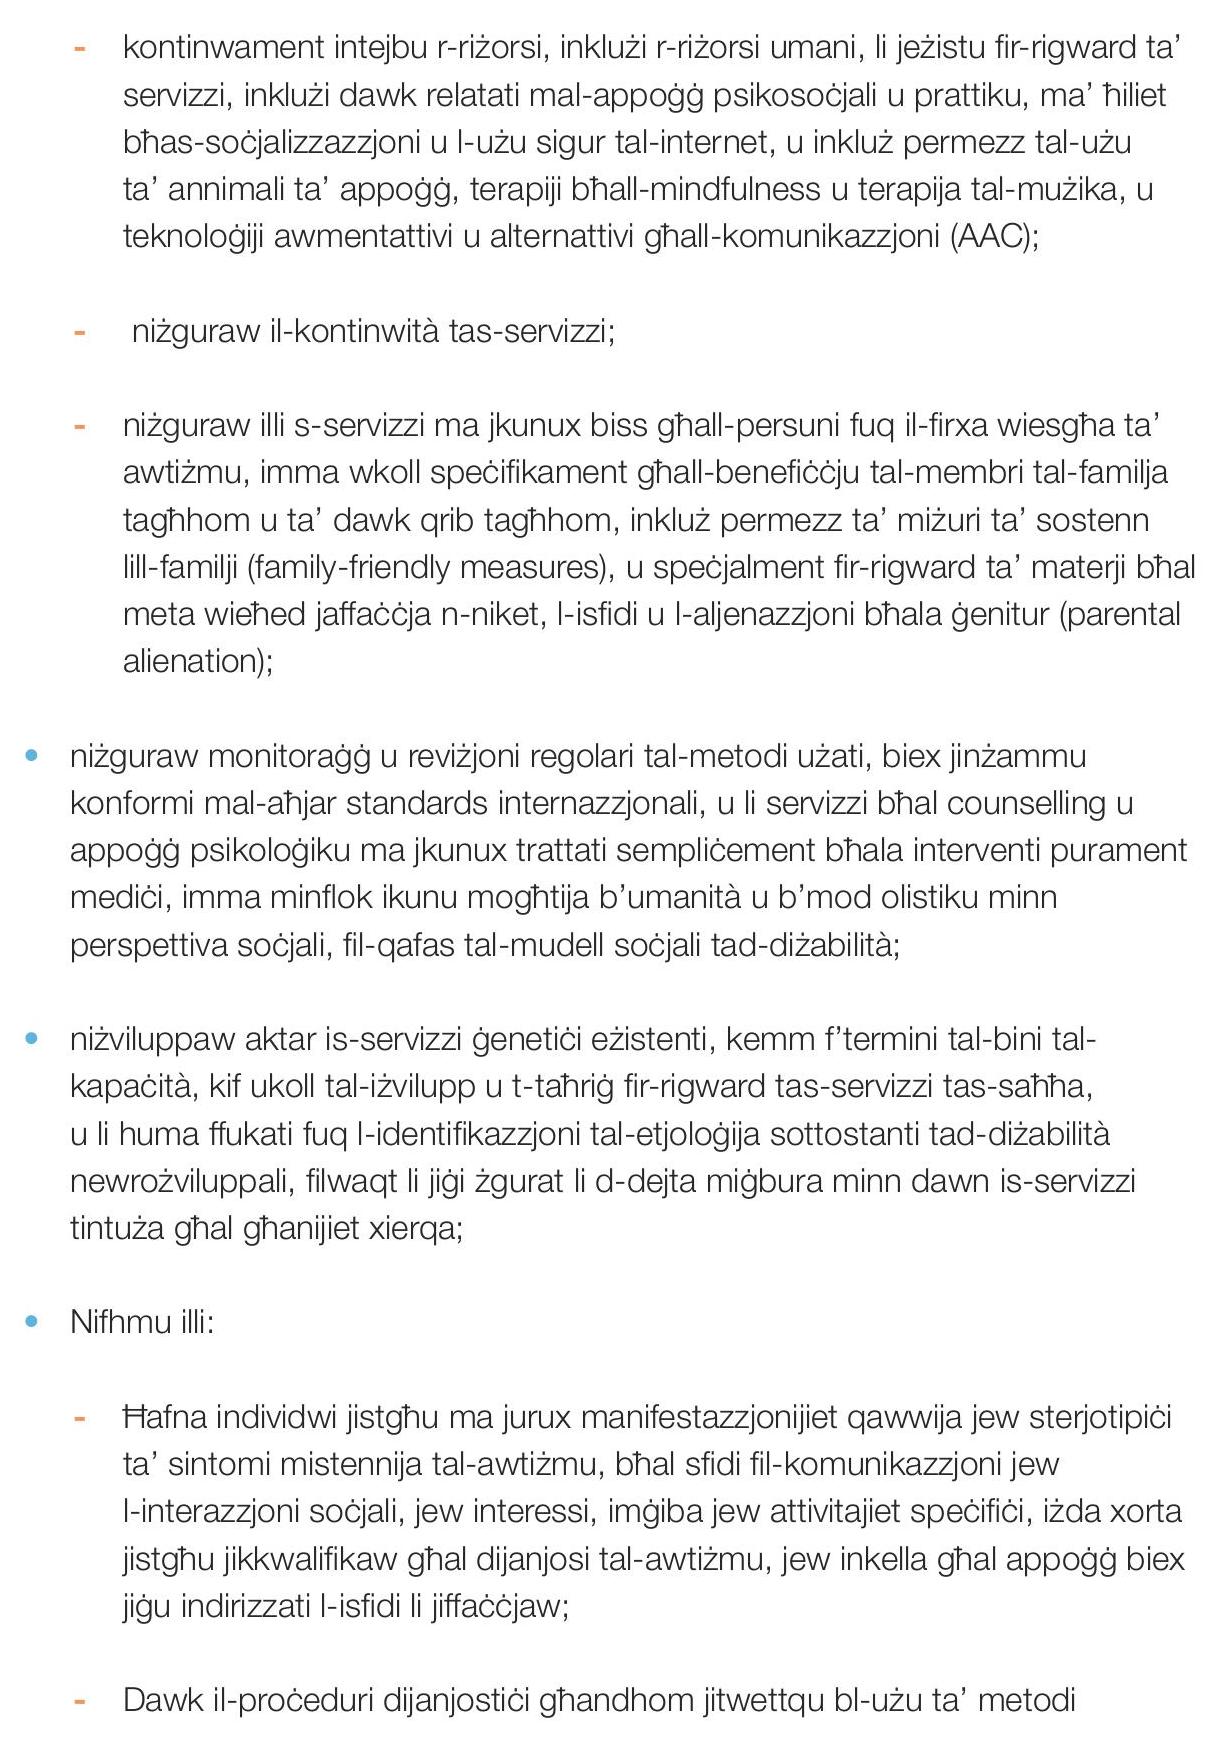 - kontinwament intejbu r-riżorsi, inklużi r-riżorsi umani, li jeżistu fir-rigward ta’
servizzi, inklużi dawk relatati mal-appoġġ psikosoċjali u prattiku, ma’ ħiliet
bħas-soċjalizzazzjoni u l-użu sigur tal-internet, u inkluż permezz tal-użu
ta’ annimali ta’ appoġġ, terapiji bħall-mindfulness u terapija tal-mużika, u
teknoloġiji awmentattivi u alternattivi għall-komunikazzjoni (AAC);
- niżguraw il-kontinwità tas-servizzi;
- niżguraw illi s-servizzi ma jkunux biss għall-persuni fuq il-firxa wiesgħa ta’
awtiżmu, imma wkoll speċifikament għall-benefiċċju tal-membri tal-familja
tagħhom u ta’ dawk qrib tagħhom, inkluż permezz ta’ miżuri ta’ sostenn
lill-familji (family-friendly measures), u speċjalment fir-rigward ta’ materji bħal
meta wieħed jaffaċċja n-niket, l-isfidi u l-aljenazzjoni bħala ġenitur (parental
alienation);
• niżguraw monitoraġġ u reviżjoni regolari tal-metodi użati, biex jinżammu
konformi mal-aħjar standards internazzjonali, u li servizzi bħal counselling u
appoġġ psikoloġiku ma jkunux trattati sempliċement bħala interventi purament
mediċi, imma minflok ikunu mogħtija b’umanità u b’mod olistiku minn
perspettiva soċjali, fil-qafas tal-mudell soċjali tad-diżabilità;
• niżviluppaw aktar is-servizzi ġenetiċi eżistenti, kemm f’termini tal-bini tal-
kapaċità, kif ukoll tal-iżvilupp u t-taħriġ fir-rigward tas-servizzi tas-saħħa,
u li huma ffukati fuq l-identifikazzjoni tal-etjoloġija sottostanti tad-diżabilità
newrożviluppali, filwaqt li jiġi żgurat li d-dejta miġbura minn dawn is-servizzi
tintuża għal għanijiet xierqa;
• Nifhmu illi:
- Ħafna individwi jistgħu ma jurux manifestazzjonijiet qawwija jew sterjotipiċi
ta’ sintomi mistennija tal-awtiżmu, bħal sfidi fil-komunikazzjoni jew
l-interazzjoni soċjali, jew interessi, imġiba jew attivitajiet speċifiċi, iżda xorta
jistgħu jikkwalifikaw għal dijanjosi tal-awtiżmu, jew inkella għal appoġġ biex
jiġu indirizzati l-isfidi li jiffaċċjaw;
- Dawk il-proċeduri dijanjostiċi għandhom jitwettqu bl-użu ta’ metodi